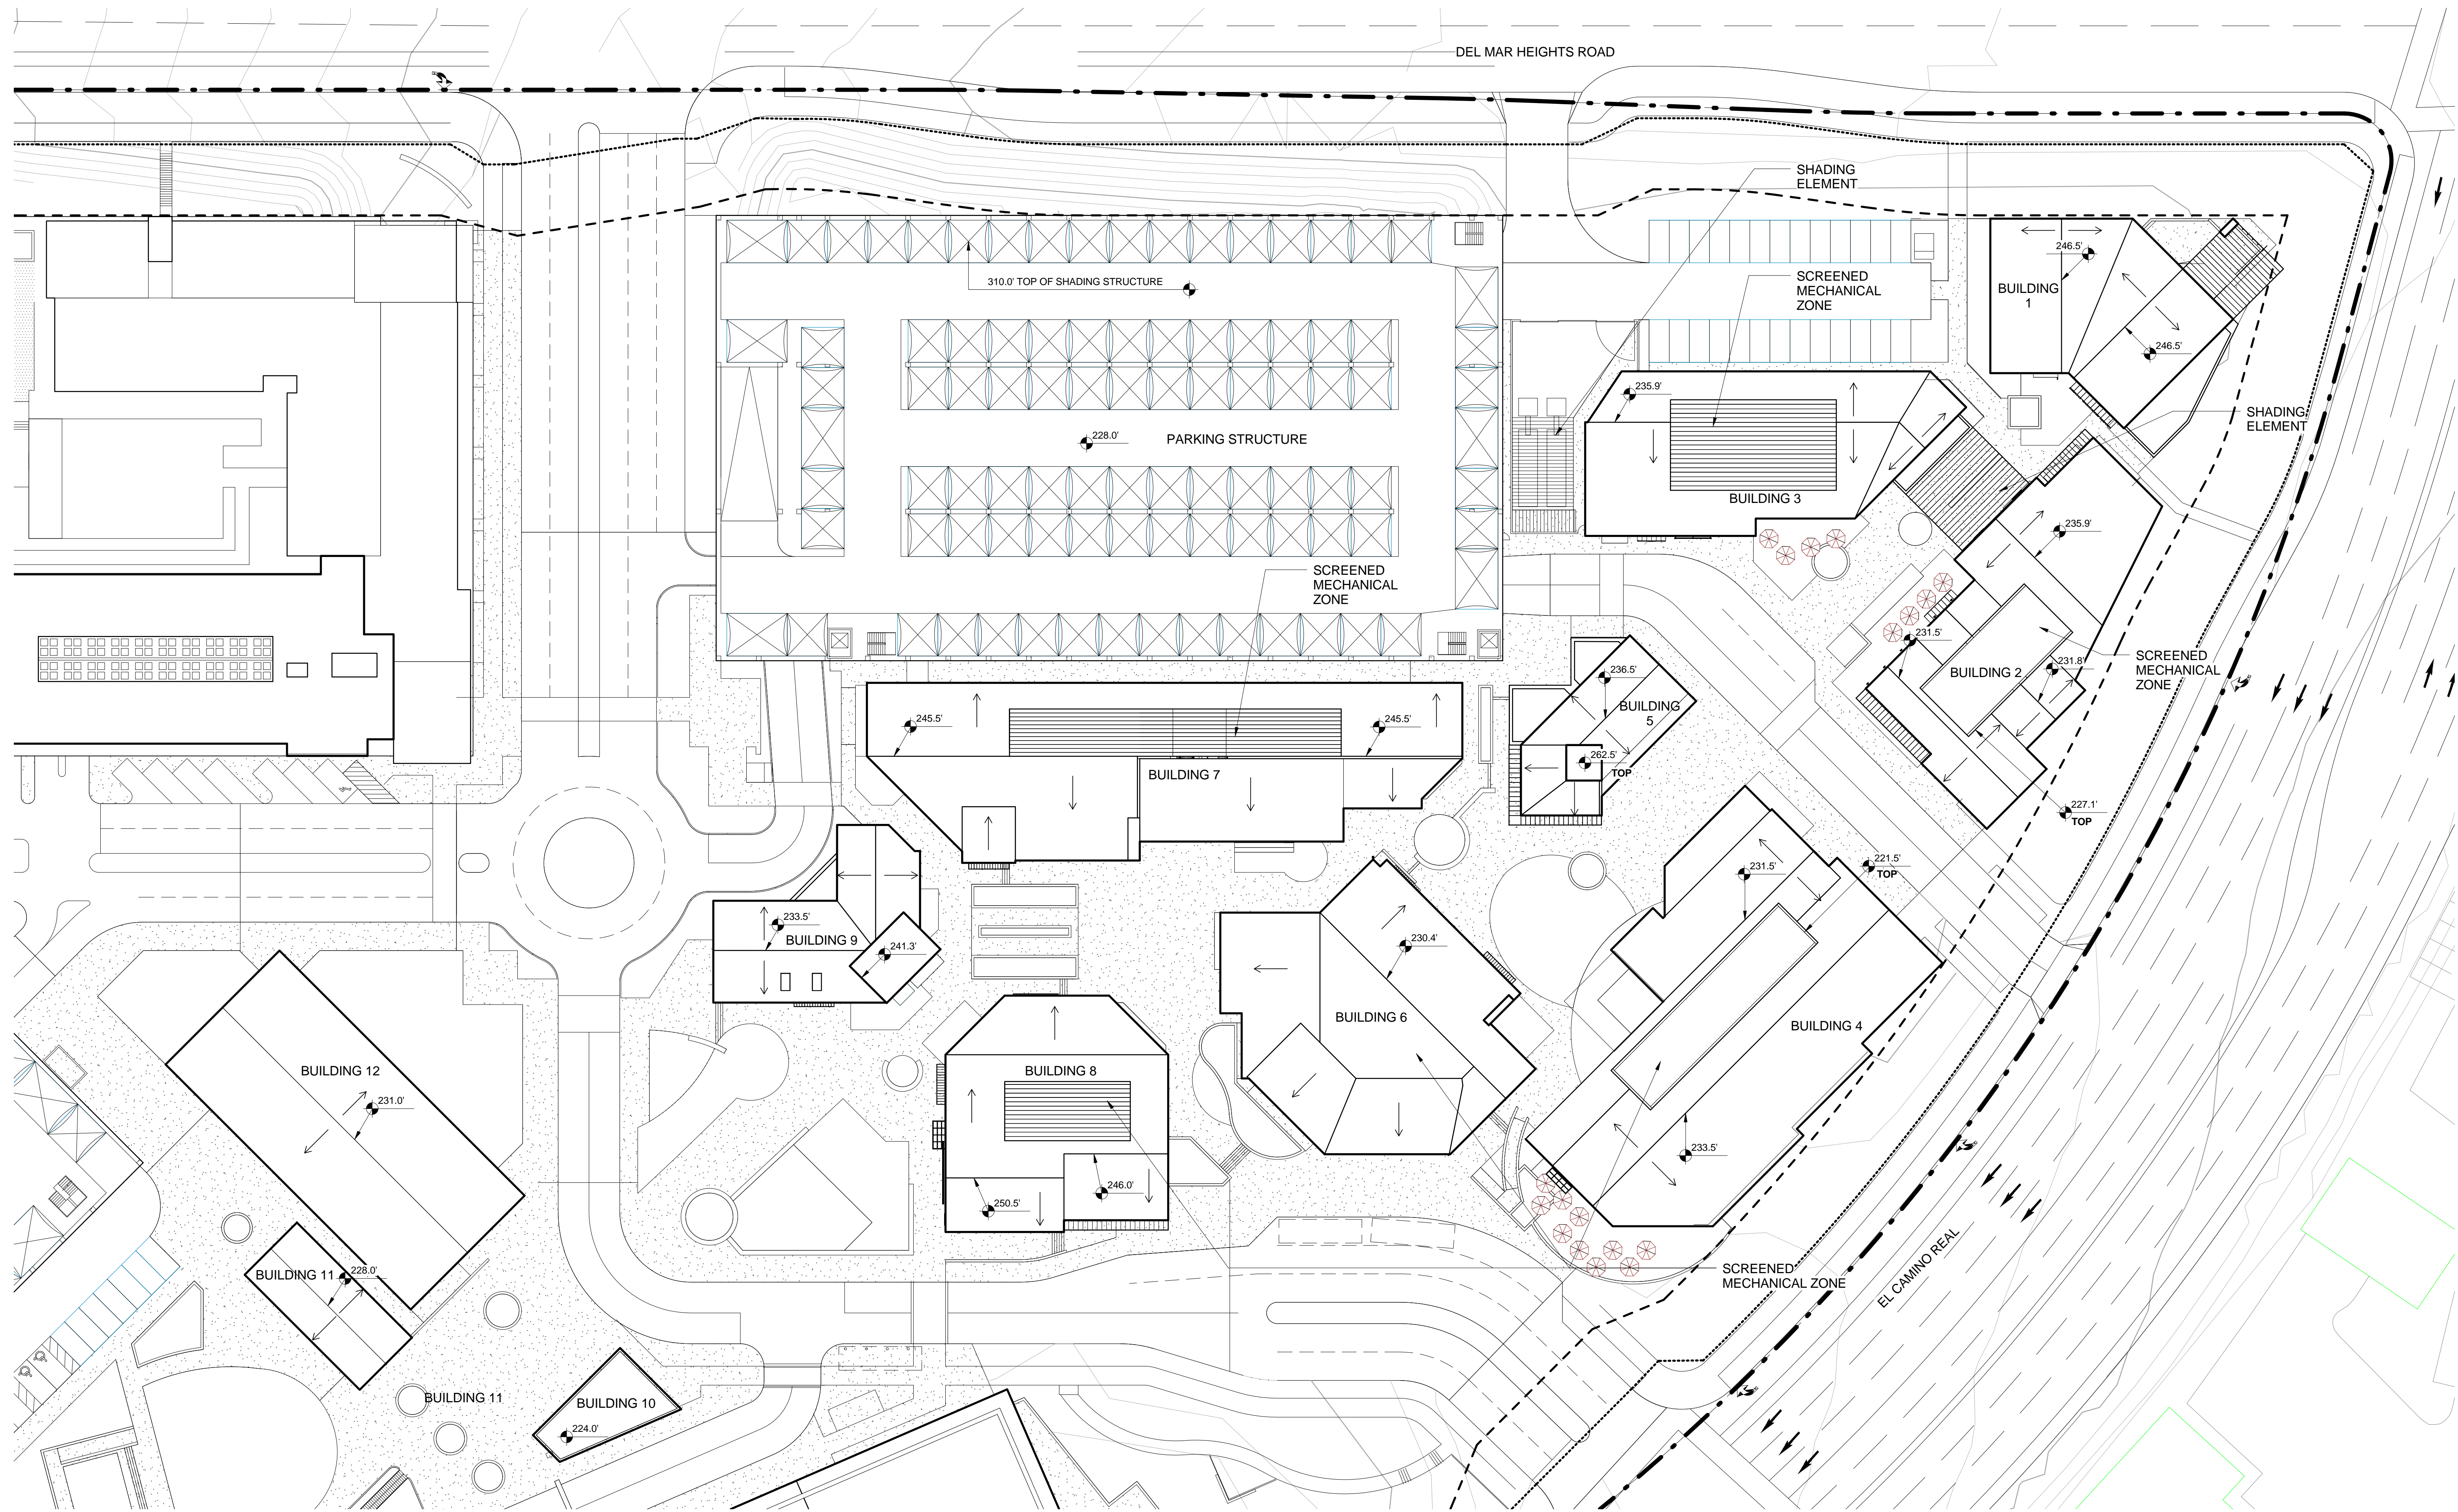 DEL MAR HEIGHTS ROAD
SHADING
ELEMENT
246.5'
BUILDING
1
246.5'
310.0' TOP OF SHADING STRUCTURE
SCREENED
MECHANICAL
ZONE
235.9'
SHADING
ELEMENT
228.0'
PARKING STRUCTURE
BUILDING 3
235.9'
SCREENED
MECHANICAL
ZONE
231.5'
231.8'
BUILDING 2
SCREENED
MECHANICAL
ZONE
236.5'
BUILDING
5
245.5'
245.5'
262.5'
TOP
BUILDING 7
227.1'
TOP
221.5'
TOP
231.5'
233.5'
BUILDING 9
241.3'
230.4'
BUILDING 6
BUILDING 4
BUILDING 12
231.0'
BUILDING 8
233.5'
246.0'
250.5'
EL CAMINO REAL
SCREENED
MECHANICAL ZONE
BUILDING 11
228.0'
BUILDING 11
BUILDING 10
224.0'